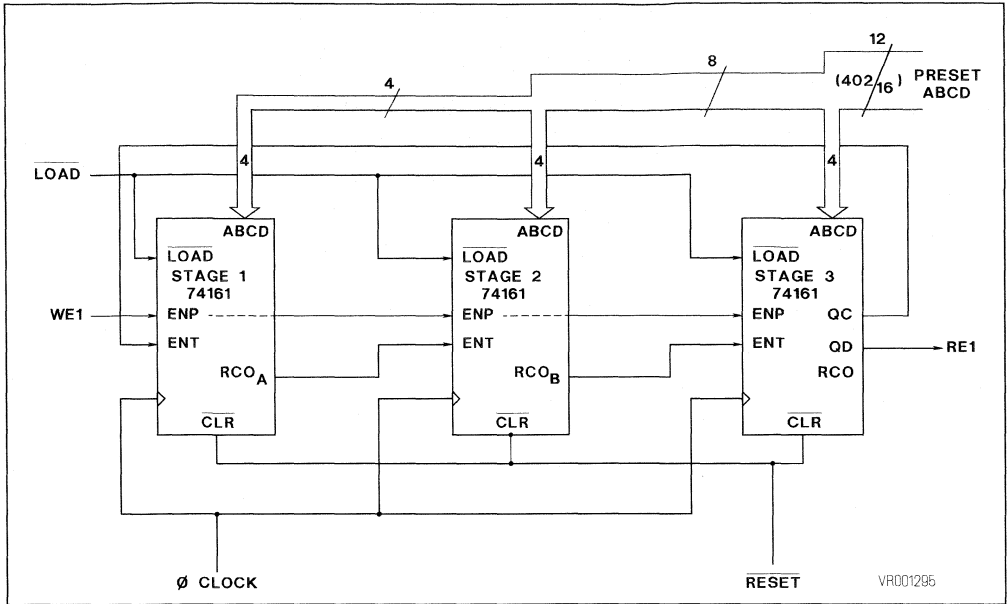 12
8
4
(402/16)
PRESET
ABCD
4
4
4
LOAD
ABCD
ABCD
ABCD
LOAD
STAGE 1
74161
LOAD
STAGE 2
74161
LOAD
STAGE 3
74161
WE1
ENP
ENP
ENP
QC
ENT
ENT
ENT
QD
RE1
RCO A
RCO B
RCO
CLR
CLR
CLR
Ø CLOCK
RESET
VR001295